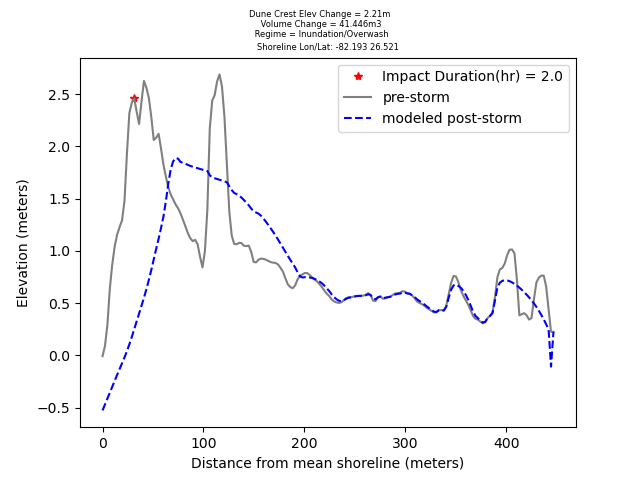 Dune Crest Elev Change = 2.21m
Volume Change = 41.446m3
Regime = Inundation/Overwash
Shoreline Lon/Lat: -82.193 26.521
Impact Duration(hr) = 2.0
pre-storm
modeled post-storm
2.5
2.0
1.5
1.0
0.5
0.0
−0.5
Elevation (meters)
0 100 200 300 400
Distance from mean shoreline (meters)